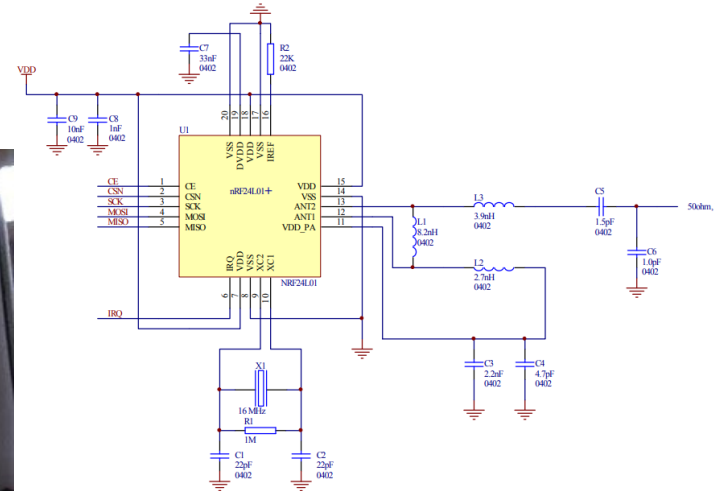 C7
33nF
0402
R2
22K
0402
VDD
C9
10nF
0402
C8
1nF
0402
20
19
18
17
16
U1
VSS
DVDD
VDD
VSS
IREF
nRF24L01+
CE
1
CE
CSN
2
CSN
SCK
3
SCK
MOSI
4
MOSI
MISO
5
MISO
VDD
15
VSS
14
ANT2
13
ANT1
12
VDD_PA
11
IRQ
VDD
VSS
XC2
XC1
NRF24L01
6
7
8
9
10
IRQ
L3
3.9nH
0402
L1
8.2nH
0402
L2
2.7nH
0402
C5
1.5pF
0402
50ohm,
C6
1.0pF
0402
C3
2.2nF
0402
C4
4.7pF
0402
X1
16 MHz
R1
1M
C1
22pF
0402
C2
22pF
0402